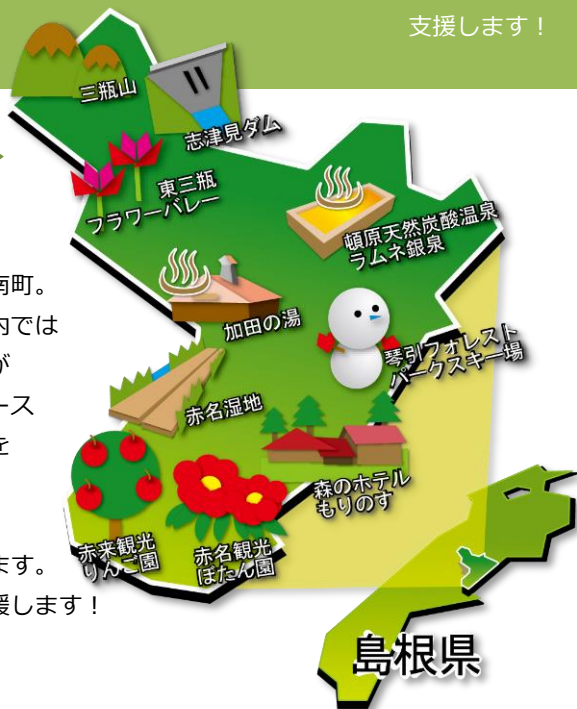 支援します！
三瓶山
志津見ダム
東三瓶
フラワーバレー
頓原天然炭酸温泉
ラムネ銀泉
南町。
内では
加田の湯
が
琴引フォレスト
パークスキー場
ース
赤名湿地
を
森のホテル
もりのす
ます。
赤来観光
りんご園
赤名観光
ぼたん園
援します！
島根県